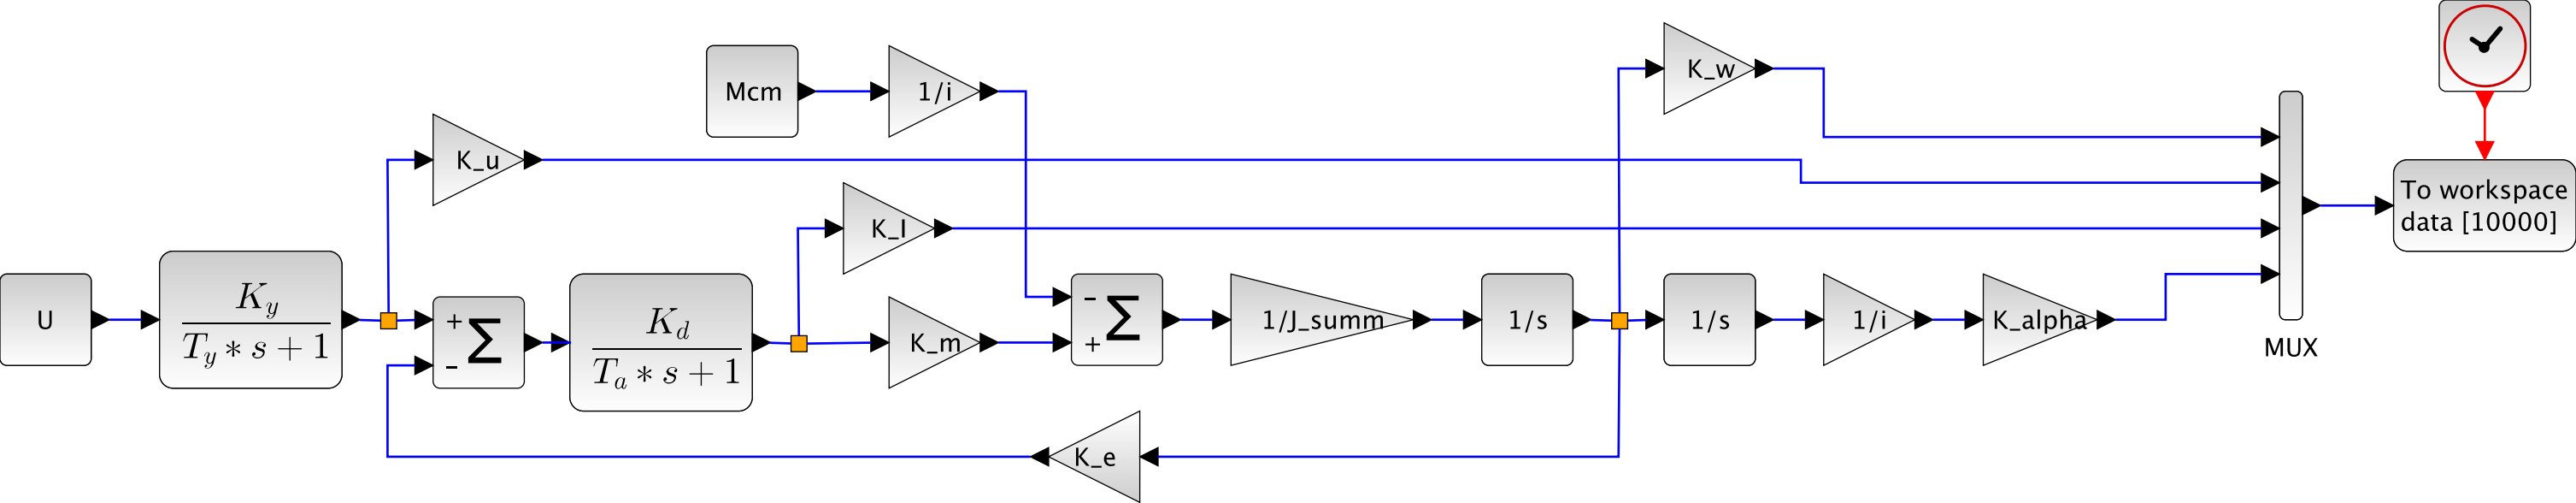 K_w
Mcm
1/i
K_u
To workspace
data [10000]
K_I
U
K_y
T_y * s + 1
+
Σ
-
K_d
T_a * s + 1
K_m
-
Σ
+
1/J_summ
1/s
1/s
1/i
K_alpha
MUX
K_e